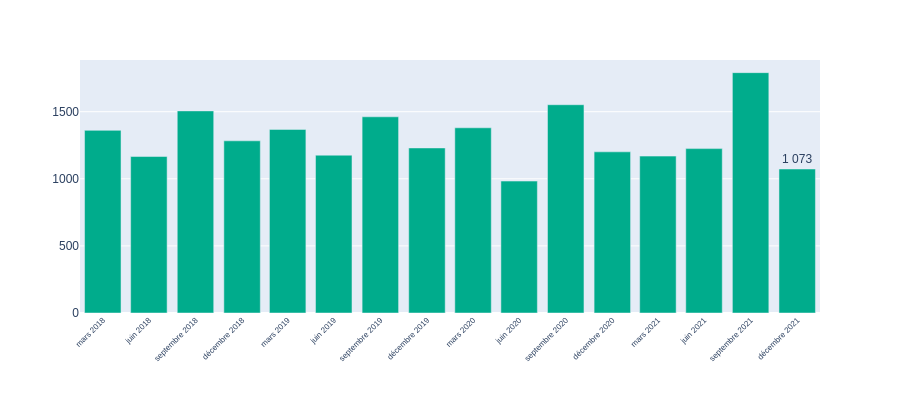 1500
1000
500
0
1 073
mars 2018
juin 2018
septembre 2018
décembre 2018
mars 2019
juin 2019
septembre 2019
décembre 2019
mars 2020
juin 2020
septembre 2020
décembre 2020
mars 2021
juin 2021
septembre 2021
décembre 2021